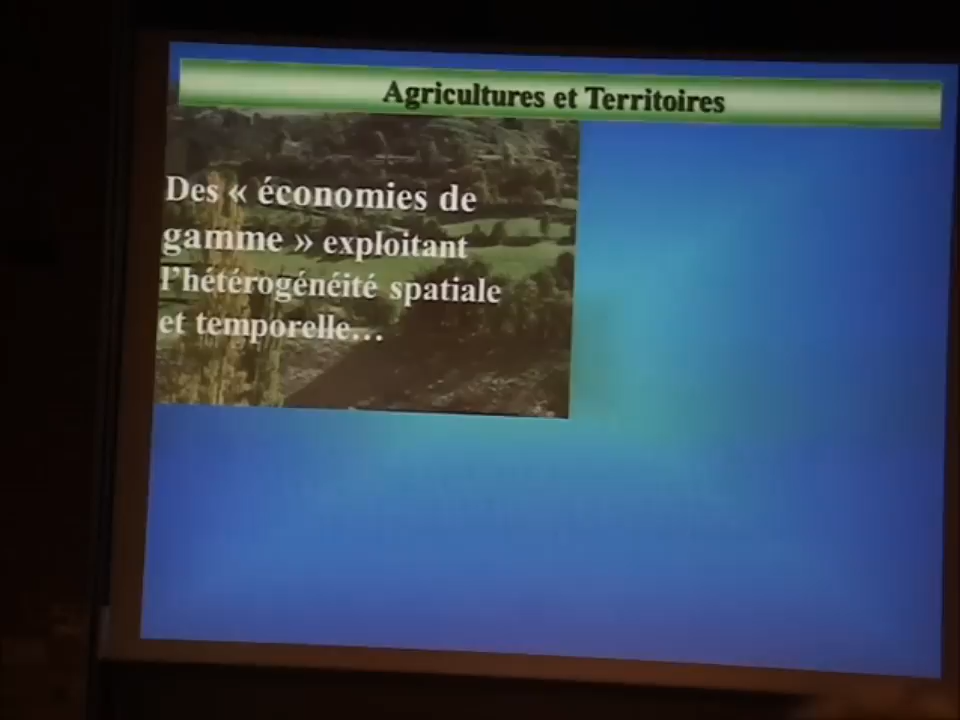 Agricultures et Territoires
Des « économies de
gamme » exploitant
l'hétérogénéité spatiale
et temporelle…